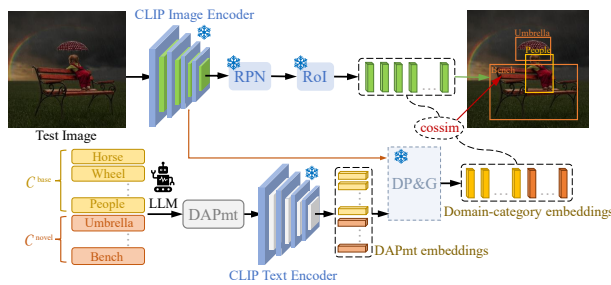 CLIP Image Encoder
RPN
RoI
Umbrella
People
Bench
Test Image
cossim
C^base
Horse
Wheel
People
C^novel
Umbrella
Bench
LLM
DAPmt
CLIP Text Encoder
DAPmt embeddings
DP&G
Domain-category embeddings